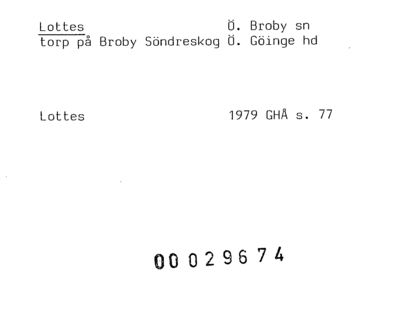 Lottes Ö. Broby sn
torp på Broby Söndreskog Ö. Göinge hd
Lottes 1979 GHÅ s. 77
00029674